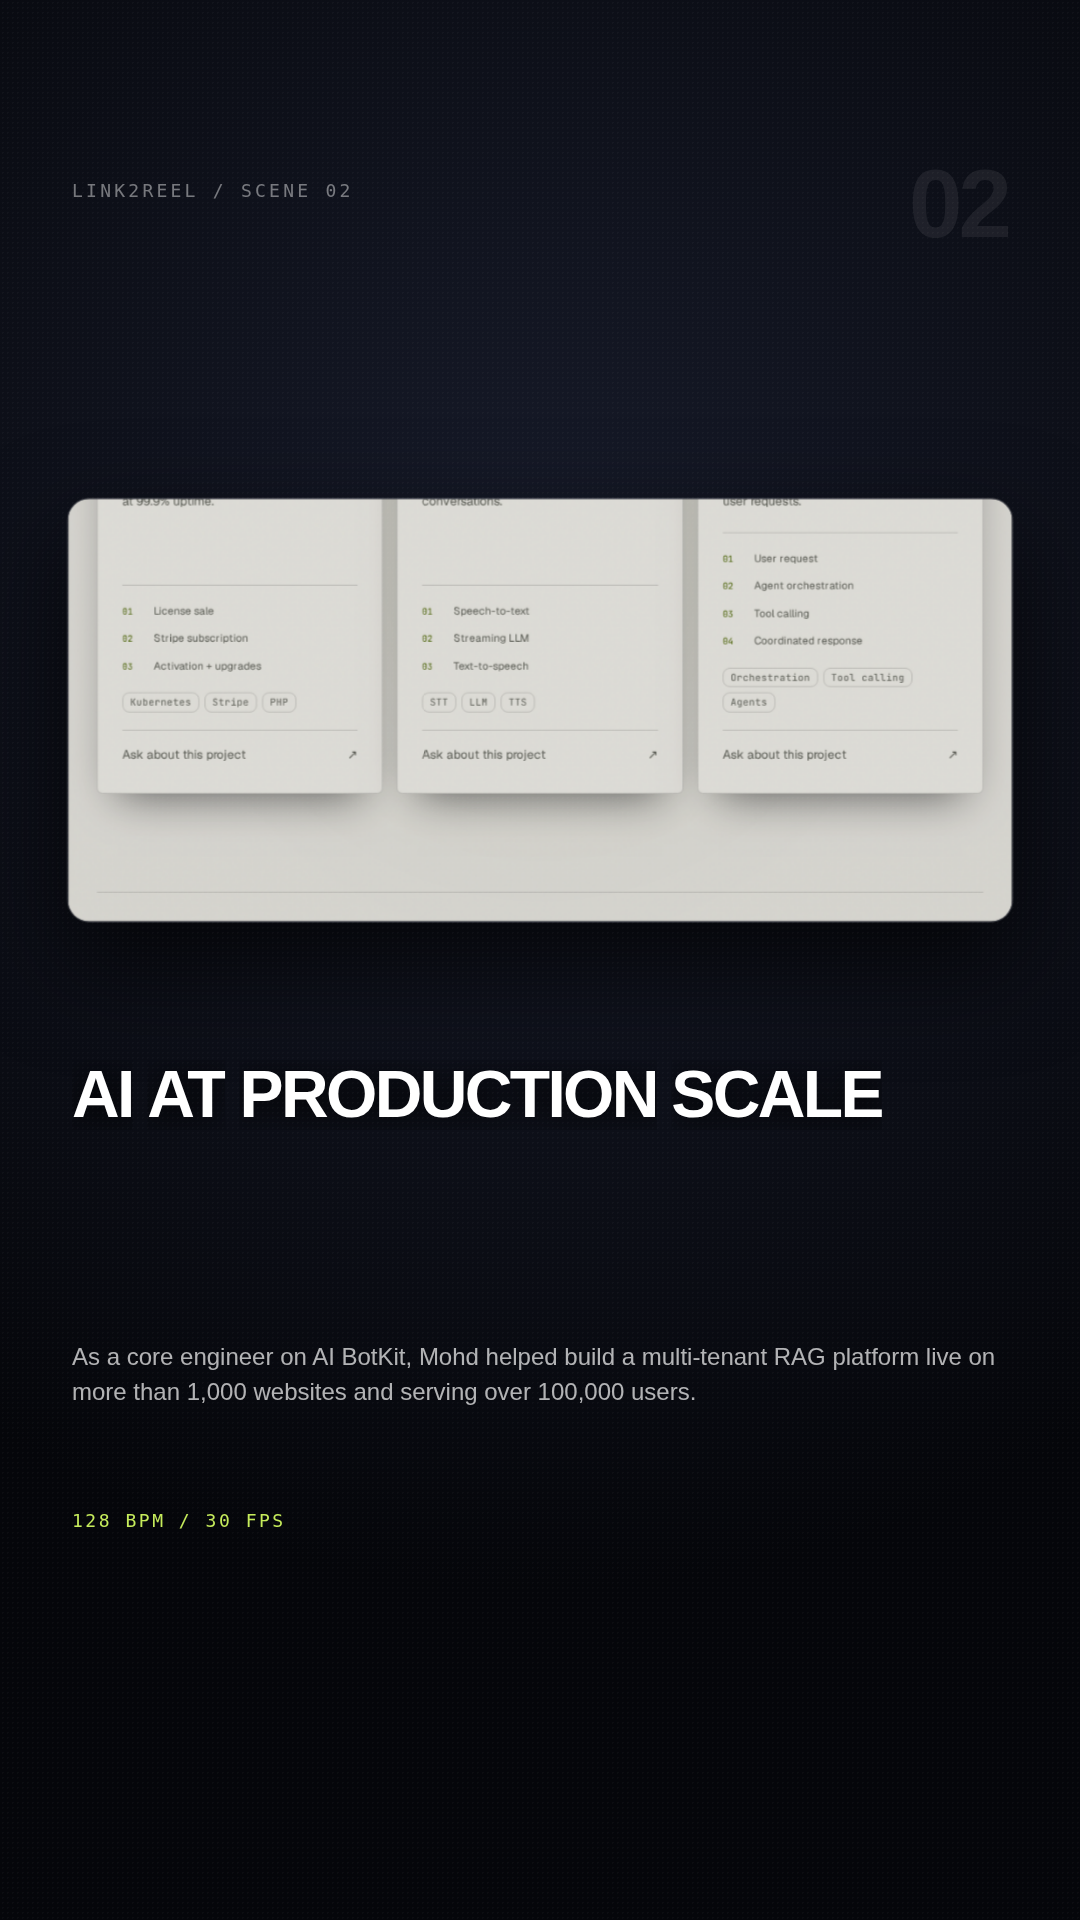 LINK2REEL / SCENE 02
02
at 99.9% uptime.
01 License sale
02 Stripe subscription
03 Activation + upgrades
Kubernetes Stripe PHP
Ask about this project ↗
conversations.
01 Speech-to-text
02 Streaming LLM
03 Text-to-speech
STT LLM TTS
Ask about this project ↗
user requests.
01 User request
02 Agent orchestration
03 Tool calling
04 Coordinated response
Orchestration Tool calling
Agents
Ask about this project ↗
AI AT PRODUCTION SCALE
As a core engineer on AI BotKit, Mohd helped build a multi-tenant RAG platform live on
more than 1,000 websites and serving over 100,000 users.
128 BPM / 30 FPS